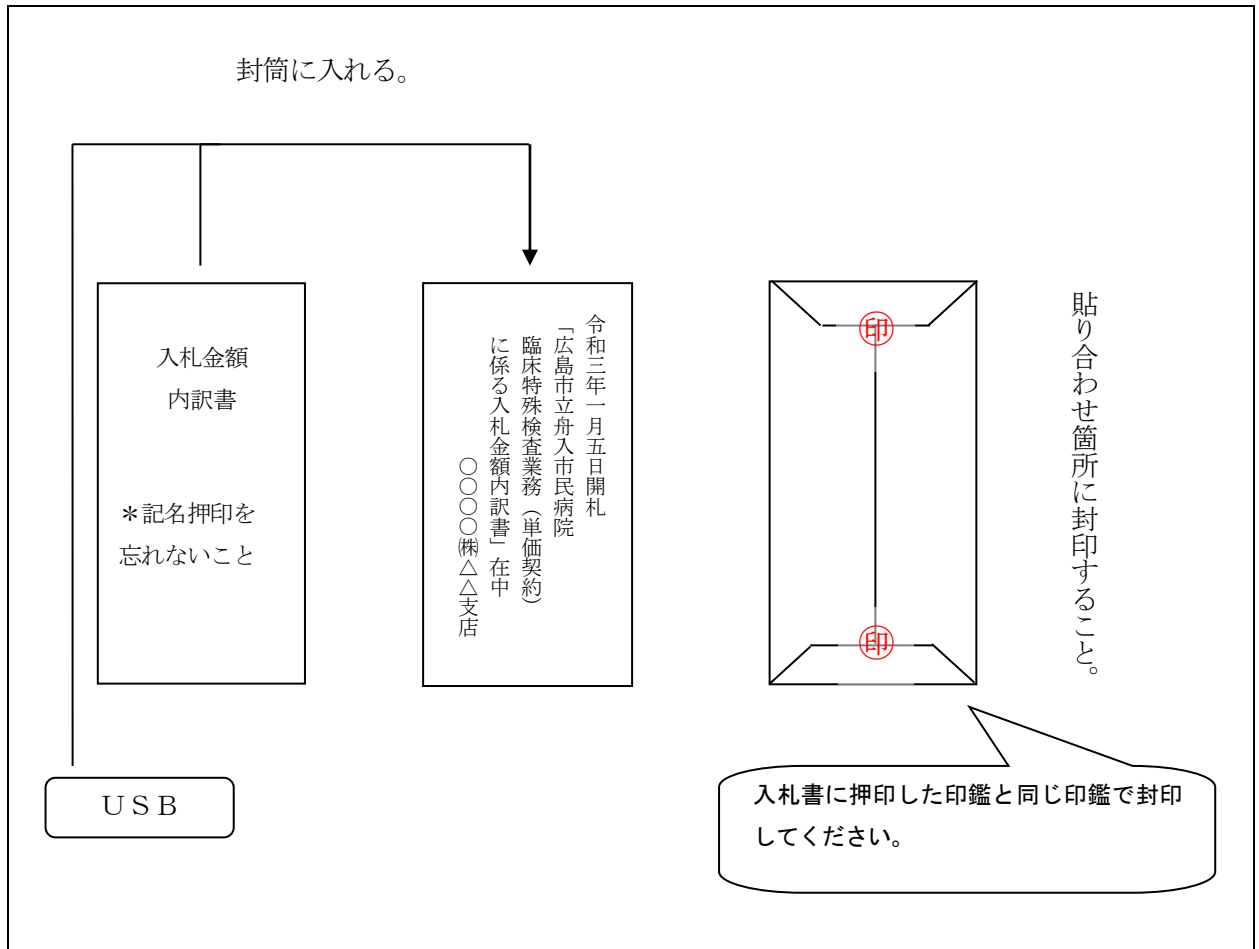 封筒に入れる。
入札金額
内訳書
＊記名押印を
忘れないこと
令和三年一月五日開札
「広島市立舟入市民病院
臨床特殊検査業務（単価契約）
に係る入札金額内訳書」在中
○○○○㈱△△支店
印
印
貼り合わせ箇所に封印すること。
ＵＳＢ
入札書に押印した印鑑と同じ印鑑で封印
してください。